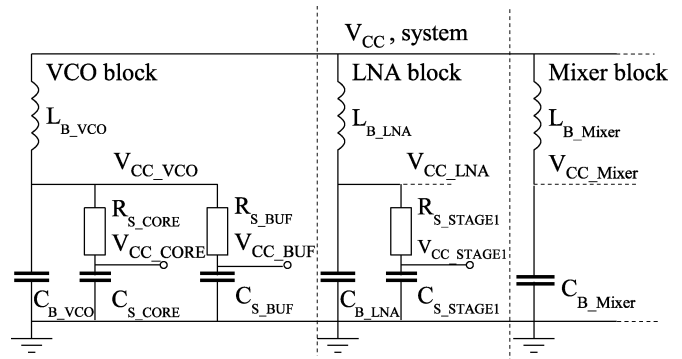 V_CC , system
VCO block
LNA block
Mixer block
L_B_VCO
L_B_LNA
L_B_Mixer
V_CC_VCO
V_CC_LNA
V_CC_Mixer
R_S_CORE
R_S_BUF
R_S_STAGE1
V_CC_CORE
V_CC_BUF
V_CC_STAGE1
C_B_VCO
C_S_CORE
C_S_BUF
C_B_LNA
C_S_STAGE1
C_B_Mixer